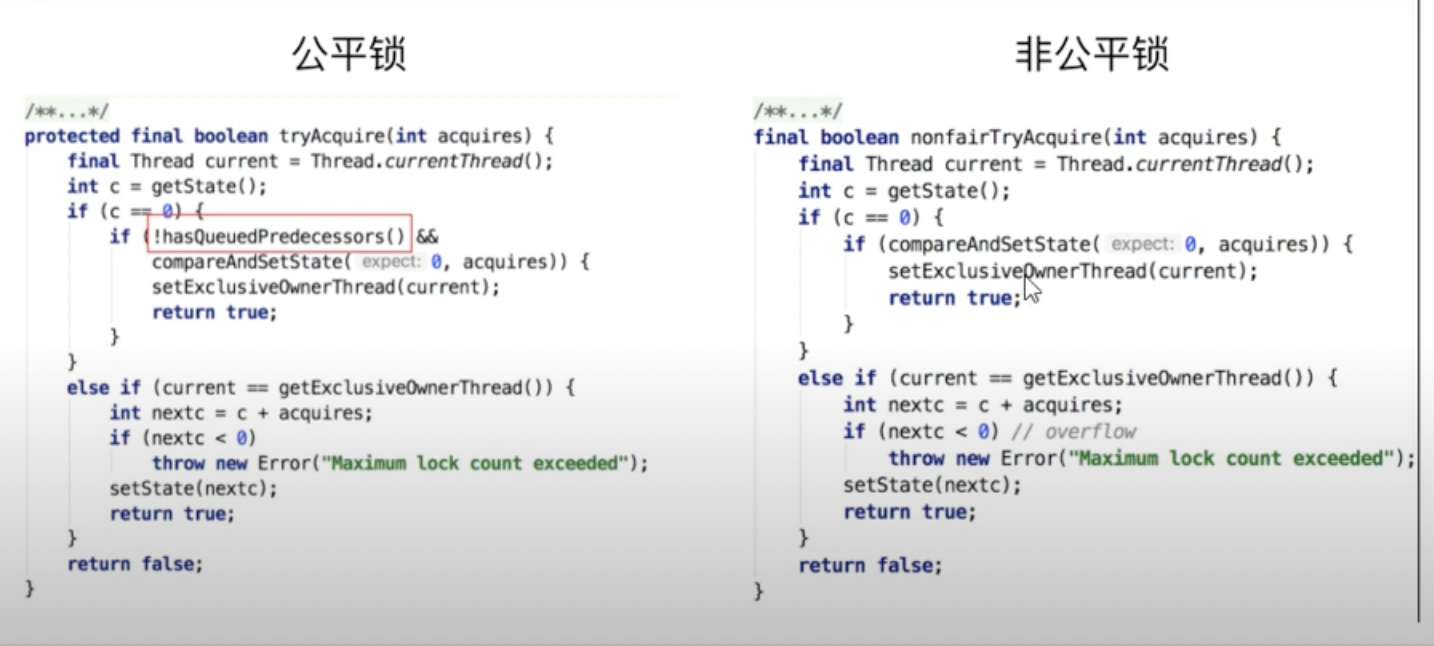 公平锁
/**...*/
protected final boolean tryAcquire(int acquires) {
final Thread current = Thread.currentThread();
int c = getState();
if (c == 0) {
if (!hasQueuedPredecessors() &&
compareAndSetState( expect: 0, acquires)) {
setExclusiveOwnerThread(current);
return true;
}
}
else if (current == getExclusiveOwnerThread()) {
int nextc = c + acquires;
if (nextc < 0)
throw new Error("Maximum lock count exceeded");
setState(nextc);
return true;
}
return false;
}
非公平锁
/**...*/
final boolean nonfairTryAcquire(int acquires) {
final Thread current = Thread.currentThread();
int c = getState();
if (c == 0) {
if (compareAndSetState( expect: 0, acquires)) {
setExclusiveOwnerThread(current);
return true;
}
}
else if (current == getExclusiveOwnerThread()) {
int nextc = c + acquires;
if (nextc < 0) // overflow
throw new Error("Maximum lock count exceeded");
setState(nextc);
return true;
}
return false;
}